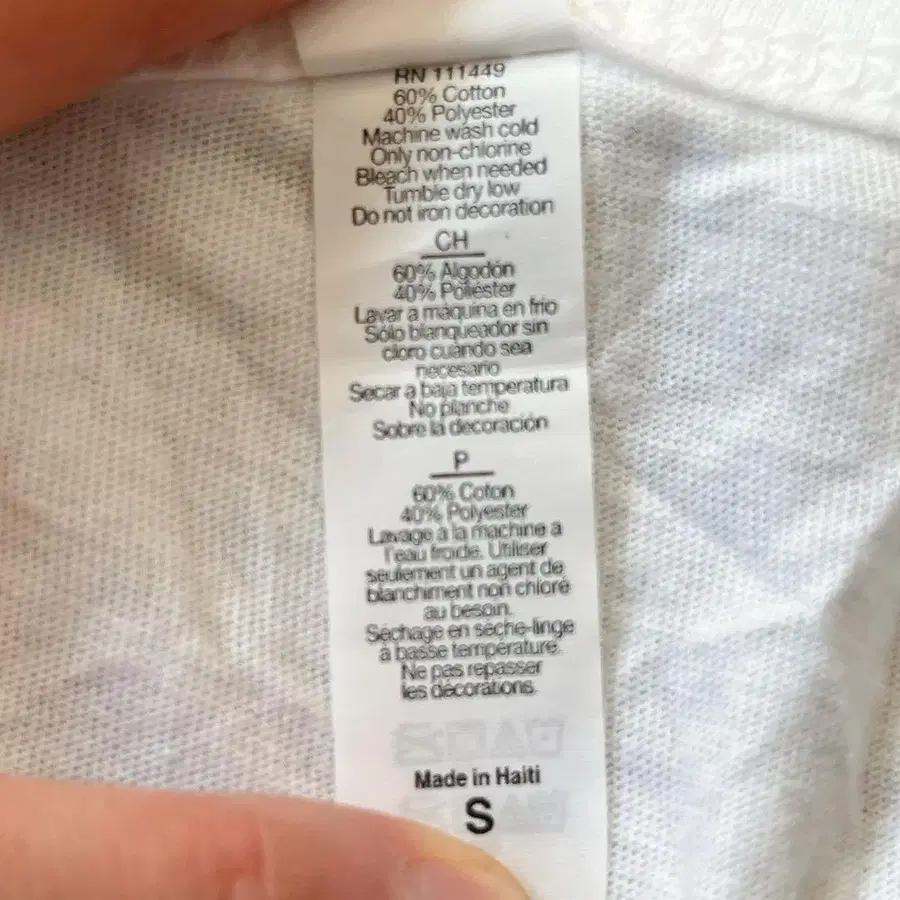 RN 111449
60% Cotton
40% Polyester
Machine wash cold
Only non-chlorine
Bleach when needed
Tumble dry low
Do not iron decoration
CH
60% Algodón
40% Poliéster
Lavar a máquina en frio
Sólo blanqueador sin
cloro cuando sea
necesario
Secar a baja temperatura
No planche
Sobre la decoración
P
60% Coton
40% Polyester
Lavage à la machine à
l'eau froide. Utiliser
seulement un agent de
blanchiment non chloré
au besoin.
Séchage en sèche-linge
à basse température.
Ne pas repasser
les décorations.
Made in Haiti
S